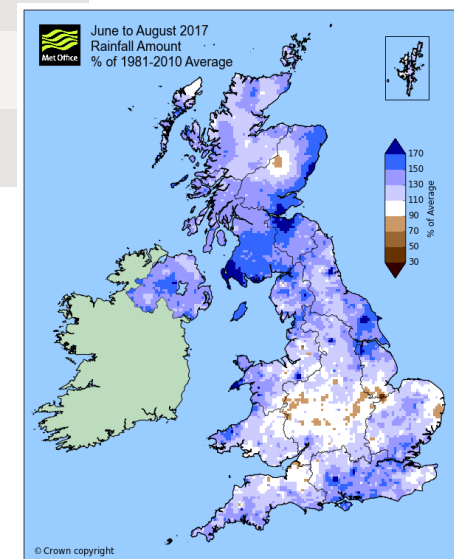 Met Office
June to August 2017
Rainfall Amount
% of 1981-2010 Average
170
150
130
110
90
70
50
30
% of Average
© Crown copyright